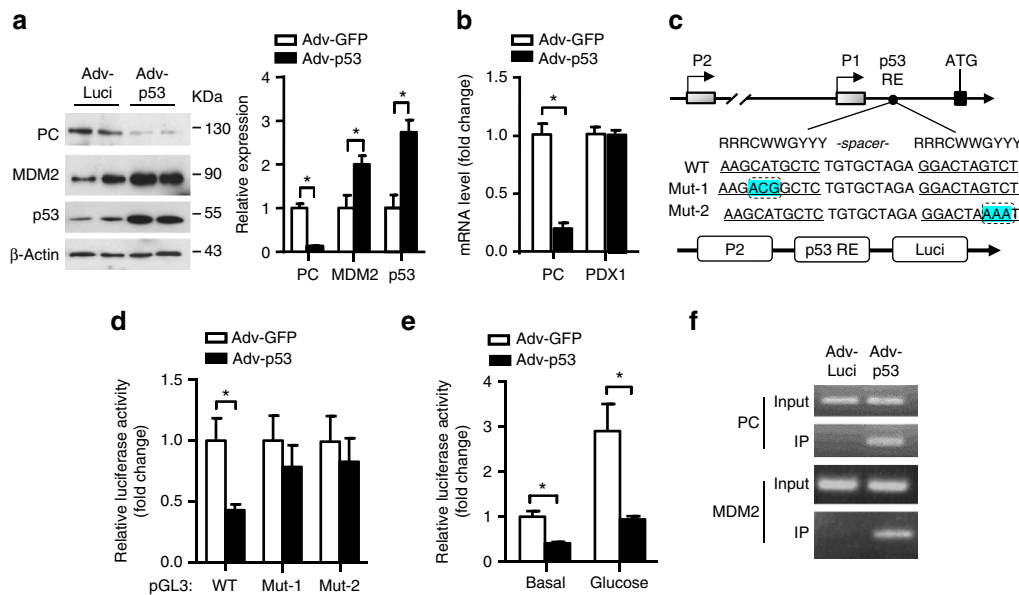 a
Adv-
Luci
Adv-
p53
KDa
PC
130
MDM2
90
p53
55
β-Actin
43
Adv-GFP
Adv-p53
Relative expression
4
3
2
1
0
*
*
*
PC
MDM2
p53
b
Adv-GFP
Adv-p53
mRNA level (fold change)
1.5
1.0
0.5
0.0
*
PC
PDX1
c
P2
P1
p53
RE
ATG
RRRCWWGYYY -spacer- RRRCWWGYYY
WT AAGCATGCTC TGTGCTAGA GGACTAGTCT
Mut-1 AAGACGGCTC TGTGCTAGA GGACTAGTCT
Mut-2 AAGCATGCTC TGTGCTAGA GGACTAAAAT
P2
p53 RE
Luci
d
Adv-GFP
Adv-p53
Relative luciferase activity
(fold change)
1.5
1.0
0.5
0.0
*
pGL3: WT Mut-1 Mut-2
e
Adv-GFP
Adv-p53
Relative luciferase activity
(fold change)
4
3
2
1
0
*
*
Basal
Glucose
f
Adv-
Luci
Adv-
p53
PC
Input
IP
MDM2
Input
IP